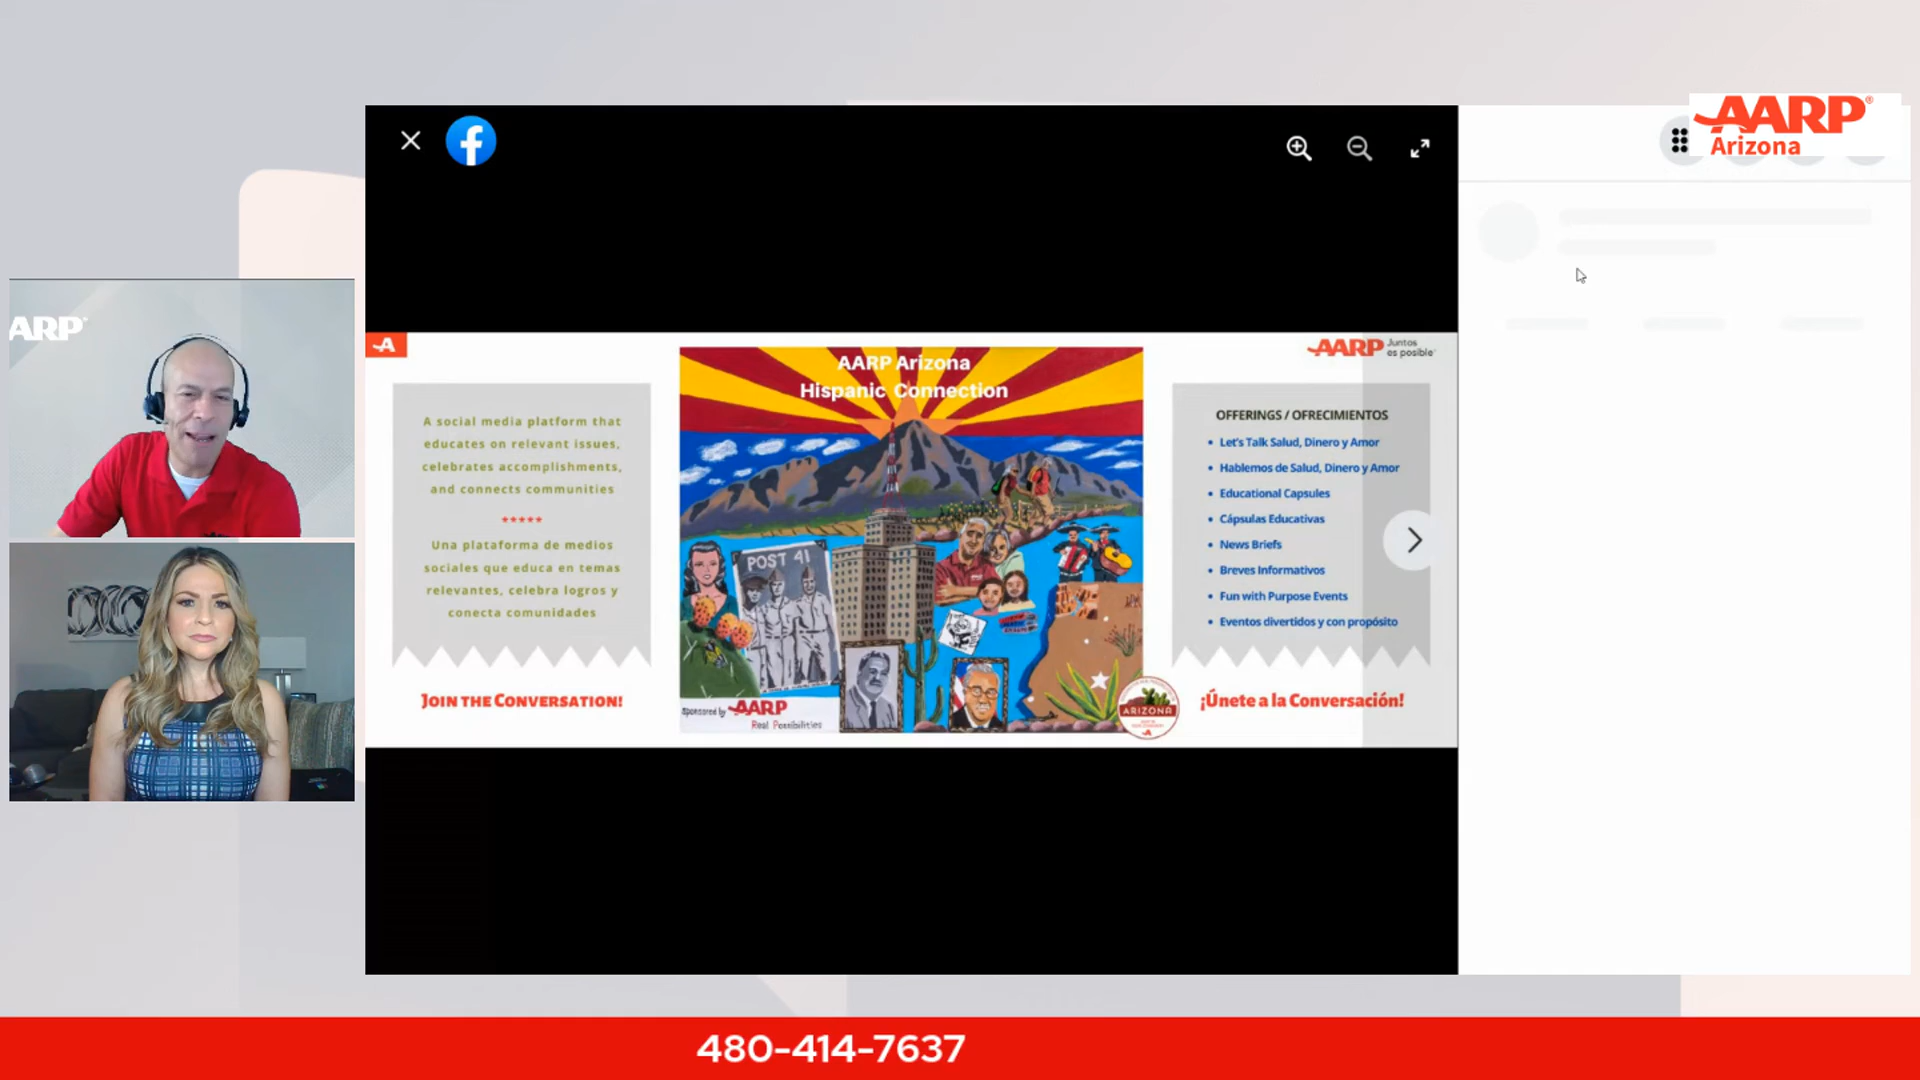 AARP
Arizona
ARP
A
AARP Juntos
es posible
AARP Arizona
Hispanic Connection
A social media platform that
educates on relevant issues,
celebrates accomplishments,
and connects communities
*****
Una plataforma de medios
sociales que educa en temas
relevantes, celebra logros y
conecta comunidades
JOIN THE CONVERSATION!
POST 41
Sponsored by AARP
Real Possibilities
ARIZONA
OFFERINGS / OFRECIMIENTOS
• Let's Talk Salud, Dinero y Amor
• Hablemos de Salud, Dinero y Amor
• Educational Capsules
• Cápsulas Educativas
• News Briefs
• Breves Informativos
• Fun with Purpose Events
• Eventos divertidos y con propósito
¡Únete a la Conversación!
480-414-7637